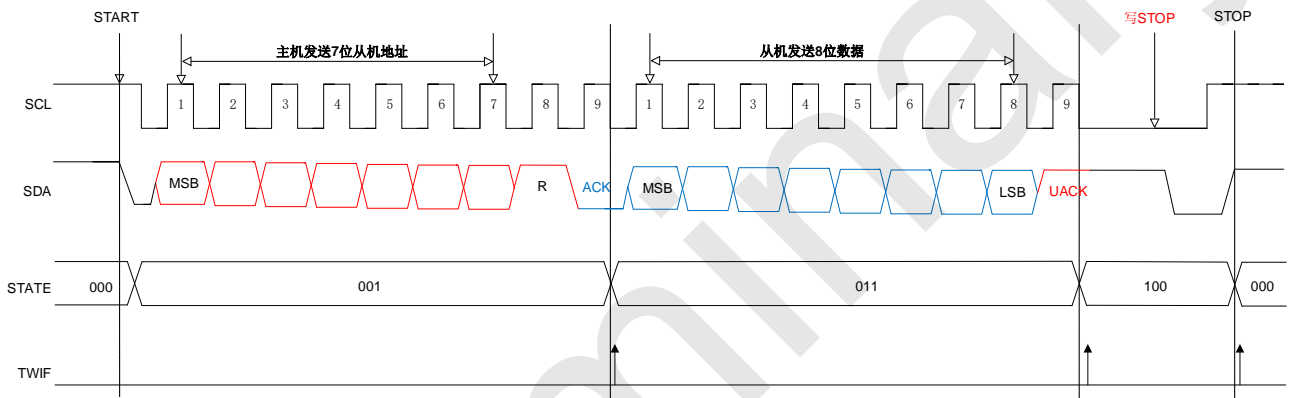 START
写STOP
STOP
主机发送7位从机地址
从机发送8位数据
SCL
1 2 3 4 5 6 7 8 9 1 2 3 4 5 6 7 8 9
SDA
MSB R ACK MSB LSB UACK
STATE
000 001 011 100 000
TWIF